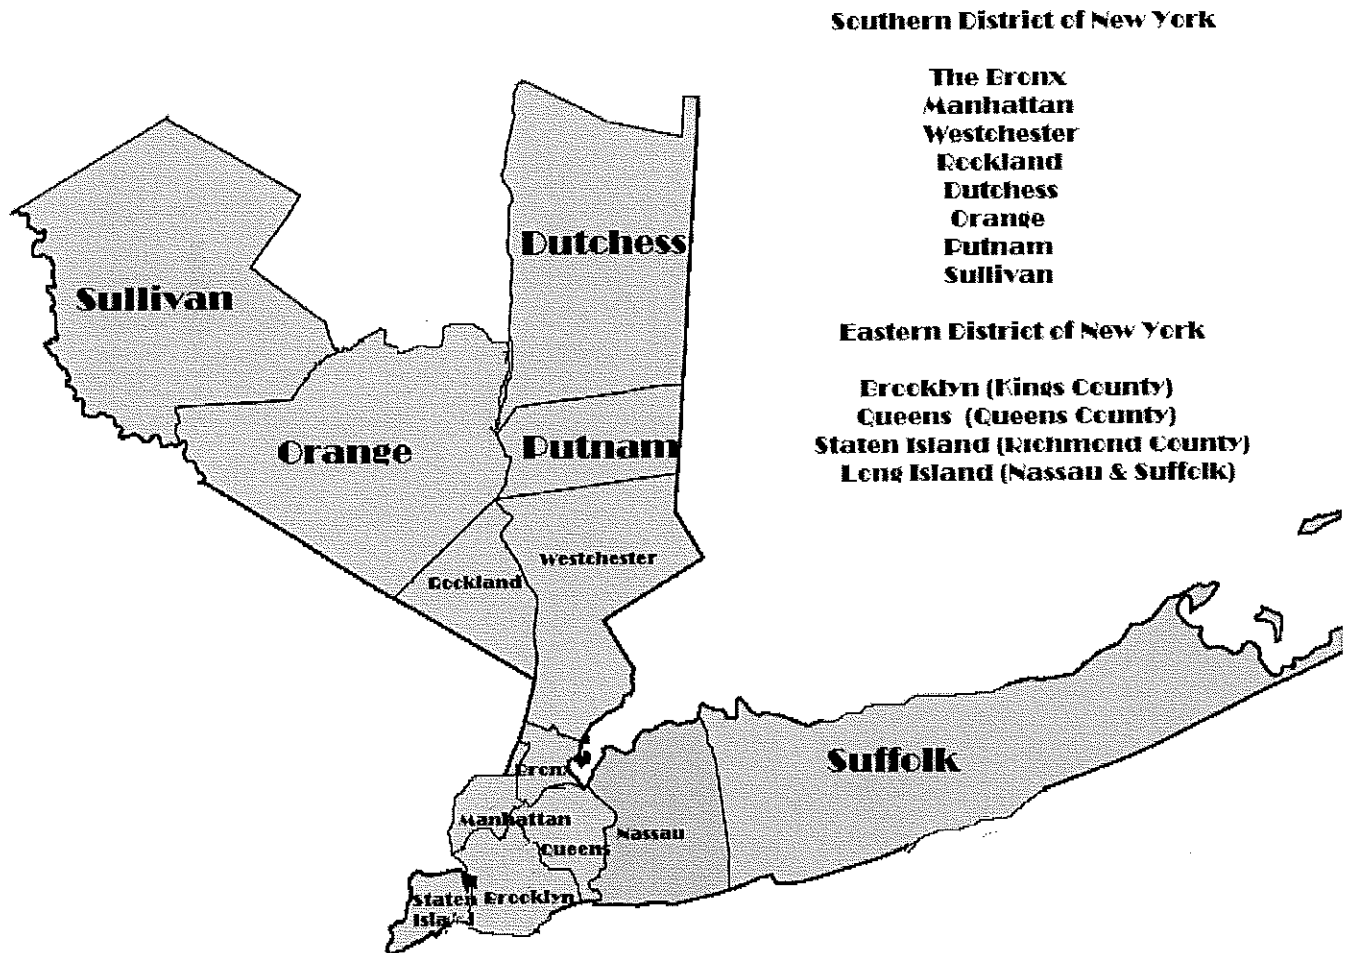 Southern District of New York
The Bronx
Manhattan
Westchester
Rockland
Dutchess
Orange
Putnam
Sullivan
Eastern District of New York
Brooklyn (Kings County)
Queens (Queens County)
Staten Island (Richmond County)
Long Island (Nassau & Suffolk)
Dutchess
Sullivan
Orange
Putnam
Westchester
Rockland
Suffolk
Bronx
Manhattan
Nassau
Queens
Staten
Island
Brooklyn